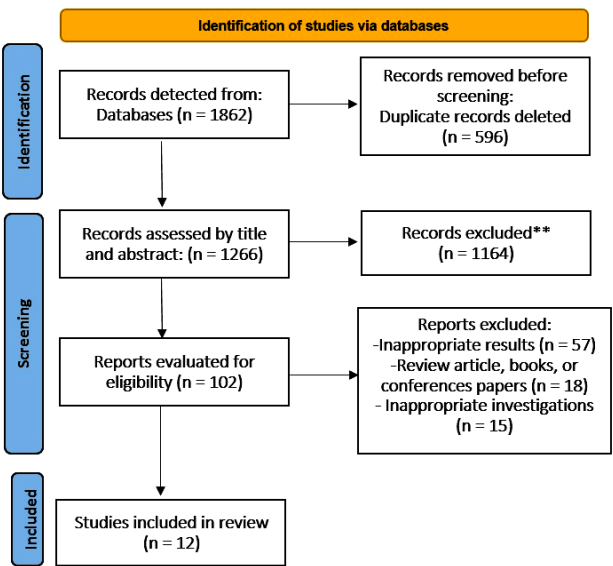 Identification of studies via databases
Identification
Records detected from:
Databases (n = 1862)
Records removed before
screening:
Duplicate records deleted
(n = 596)
Screening
Records assessed by title
and abstract: (n = 1266)
Records excluded**
(n = 1164)
Reports evaluated for
eligibility (n = 102)
Reports excluded:
-Inappropriate results (n = 57)
-Review article, books, or
conferences papers (n = 18)
- Inappropriate investigations
(n = 15)
Included
Studies included in review
(n = 12)